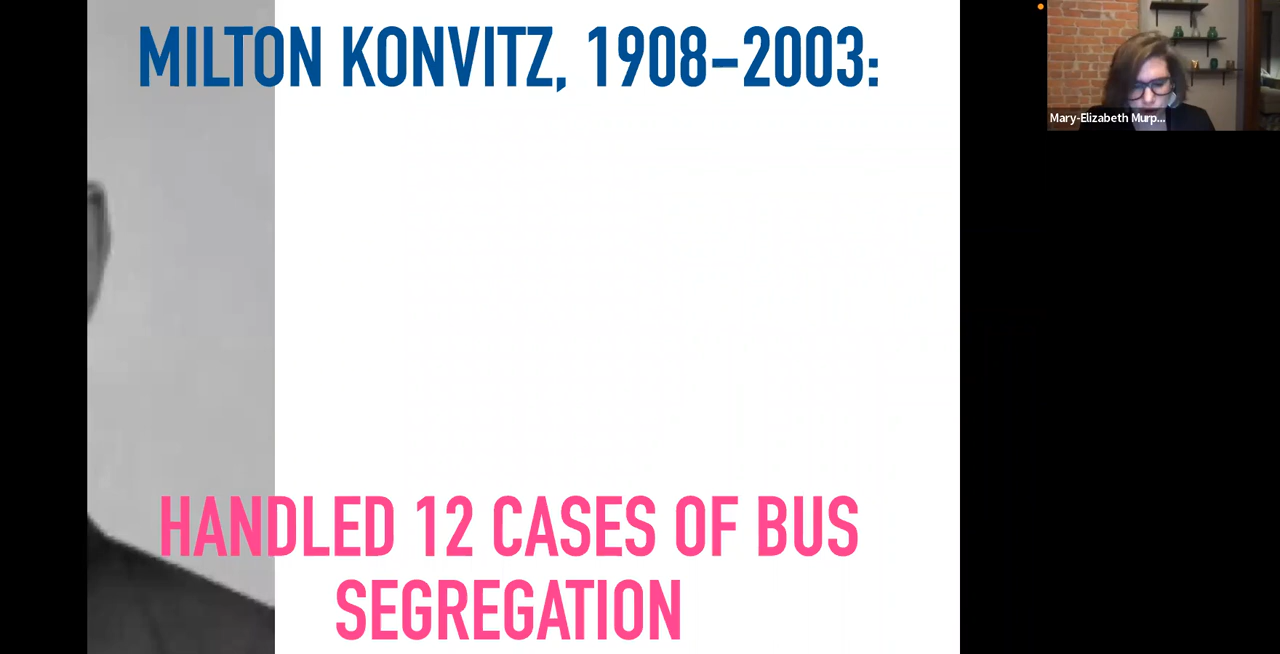 MILTON KONVITZ, 1908-2003:
Mary-Elizabeth Murp...
HANDLED 12 CASES OF BUS
SEGREGATION